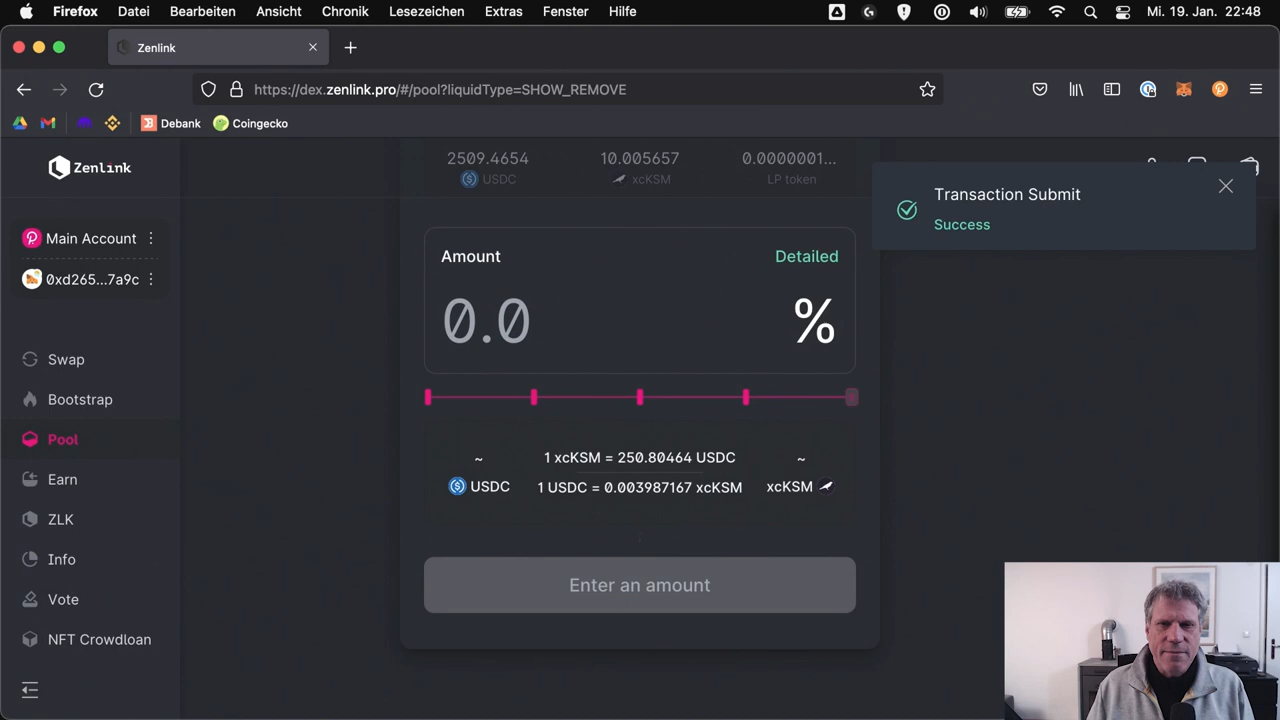 Firefox Datei Bearbeiten Ansicht Chronik Lesezeichen Extras Fenster Hilfe Mi. 19. Jan. 22:48
Zenlink
https://dex.zenlink.pro/#/pool?liquidType=SHOW_REMOVE
Debank Coingecko
Zenlink
2509.4654 10.005657 0.0000001...
USDC xcKSM LP token
Transaction Submit
Success
Main Account
0xd265...7a9c
Amount Detailed
0.0 %
Swap
Bootstrap
Pool
Earn
ZLK
Info
Vote
NFT Crowdloan
~ 1 xcKSM = 250.80464 USDC ~
USDC 1 USDC = 0.003987167 xcKSM xcKSM
Enter an amount